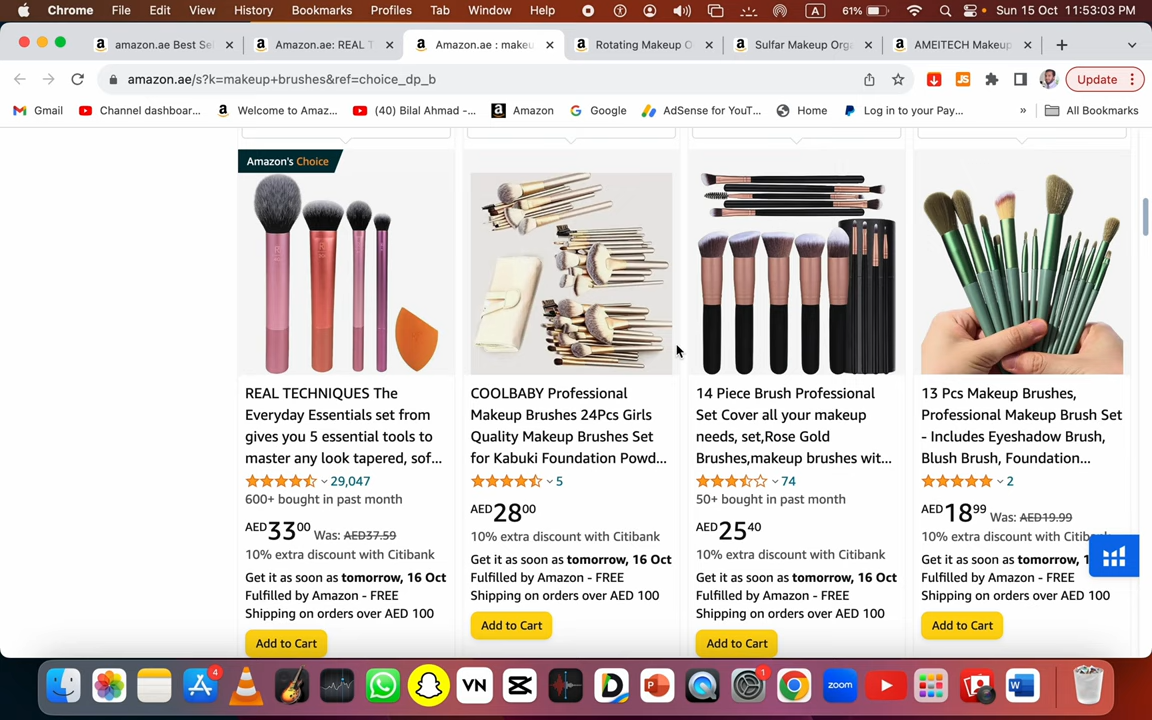 Chrome File Edit View History Bookmarks Profiles Tab Window Help A 61% Sun 15 Oct 11:53:03 PM
amazon.ae Best Se Amazon.ae: REAL T Amazon.ae : makeu Rotating Makeup O Sulfar Makeup Org AMEITECH Makeup
amazon.ae/s?k=makeup+brushes&ref=choice_dp_b JS Update
Gmail Channel dashboar... Welcome to Amaz... (40) Bilal Ahmad -... Amazon Google AdSense for YouT... Home Log in to your Pay... » All Bookmarks
Amazon's Choice
REAL TECHNIQUES The
Everyday Essentials set from
gives you 5 essential tools to
master any look tapered, sof...
29,047
600+ bought in past month
AED33 00 Was: AED37.59
10% extra discount with Citibank
Get it as soon as tomorrow, 16 Oct
Fulfilled by Amazon - FREE
Shipping on orders over AED 100
Add to Cart
COOLBABY Professional
Makeup Brushes 24Pcs Girls
Quality Makeup Brushes Set
for Kabuki Foundation Powd...
5
AED28 00
10% extra discount with Citibank
Get it as soon as tomorrow, 16 Oct
Fulfilled by Amazon - FREE
Shipping on orders over AED 100
Add to Cart
14 Piece Brush Professional
Set Cover all your makeup
needs, set,Rose Gold
Brushes,makeup brushes wit...
74
50+ bought in past month
AED25 40
10% extra discount with Citibank
Get it as soon as tomorrow, 16 Oct
Fulfilled by Amazon - FREE
Shipping on orders over AED 100
Add to Cart
13 Pcs Makeup Brushes,
Professional Makeup Brush Set
- Includes Eyeshadow Brush,
Blush Brush, Foundation...
2
AED18 99 Was: AED19.99
10% extra discount with Citib
Get it as soon as tomorrow, 1
Fulfilled by Amazon - FREE
Shipping on orders over AED 100
Add to Cart
4 VN 1 zoom W